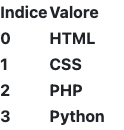 Indice Valore
0 HTML
1 CSS
2 PHP
3 Python